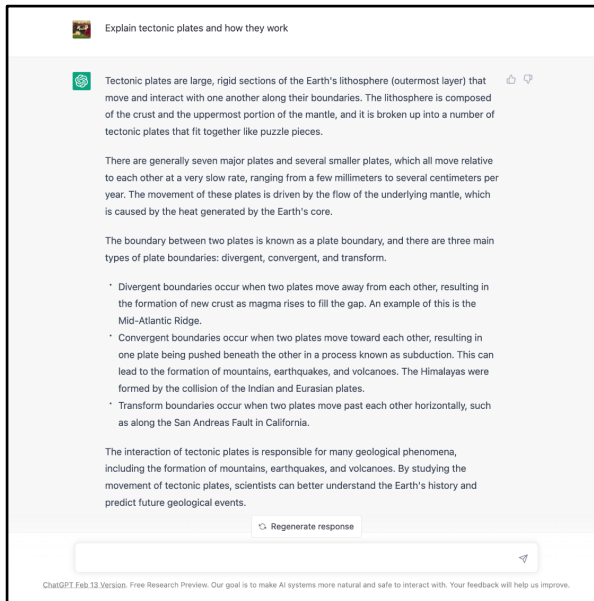 Explain tectonic plates and how they work
Tectonic plates are large, rigid sections of the Earth's lithosphere (outermost layer) that
move and interact with one another along their boundaries. The lithosphere is composed
of the crust and the uppermost portion of the mantle, and it is broken up into a number of
tectonic plates that fit together like puzzle pieces.
There are generally seven major plates and several smaller plates, which all move relative
to each other at a very slow rate, ranging from a few millimeters to several centimeters per
year. The movement of these plates is driven by the flow of the underlying mantle, which
is caused by the heat generated by the Earth's core.
The boundary between two plates is known as a plate boundary, and there are three main
types of plate boundaries: divergent, convergent, and transform.
• Divergent boundaries occur when two plates move away from each other, resulting in
the formation of new crust as magma rises to fill the gap. An example of this is the
Mid-Atlantic Ridge.
• Convergent boundaries occur when two plates move toward each other, resulting in
one plate being pushed beneath the other in a process known as subduction. This can
lead to the formation of mountains, earthquakes, and volcanoes. The Himalayas were
formed by the collision of the Indian and Eurasian plates.
• Transform boundaries occur when two plates move past each other horizontally, such
as along the San Andreas Fault in California.
The interaction of tectonic plates is responsible for many geological phenomena,
including the formation of mountains, earthquakes, and volcanoes. By studying the
movement of tectonic plates, scientists can better understand the Earth's history and
predict future geological events.
Regenerate response
ChatGPT Feb 13 Version. Free Research Preview. Our goal is to make AI systems more natural and safe to interact with. Your feedback will help us improve.